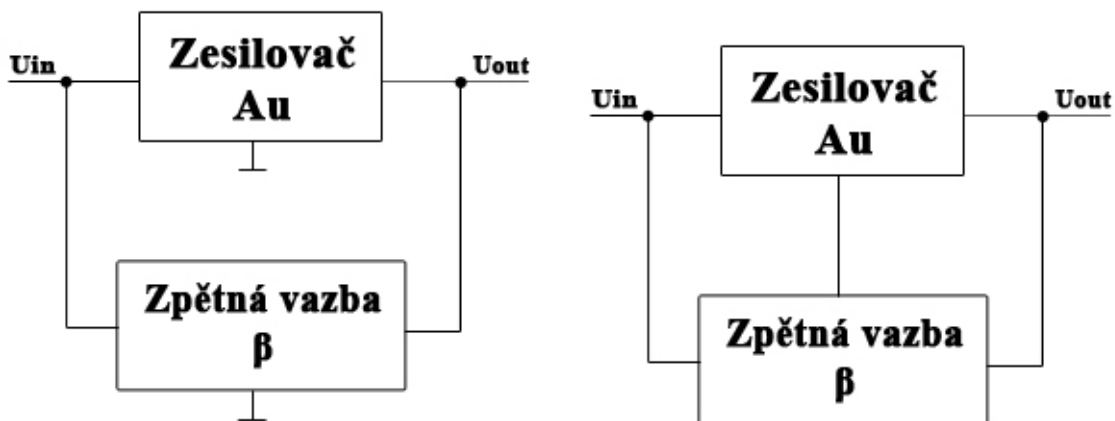 Uin
Zesilovač
Au
Uout
Zpětná vazba
β
Uin
Zesilovač
Au
Uout
Zpětná vazba
β